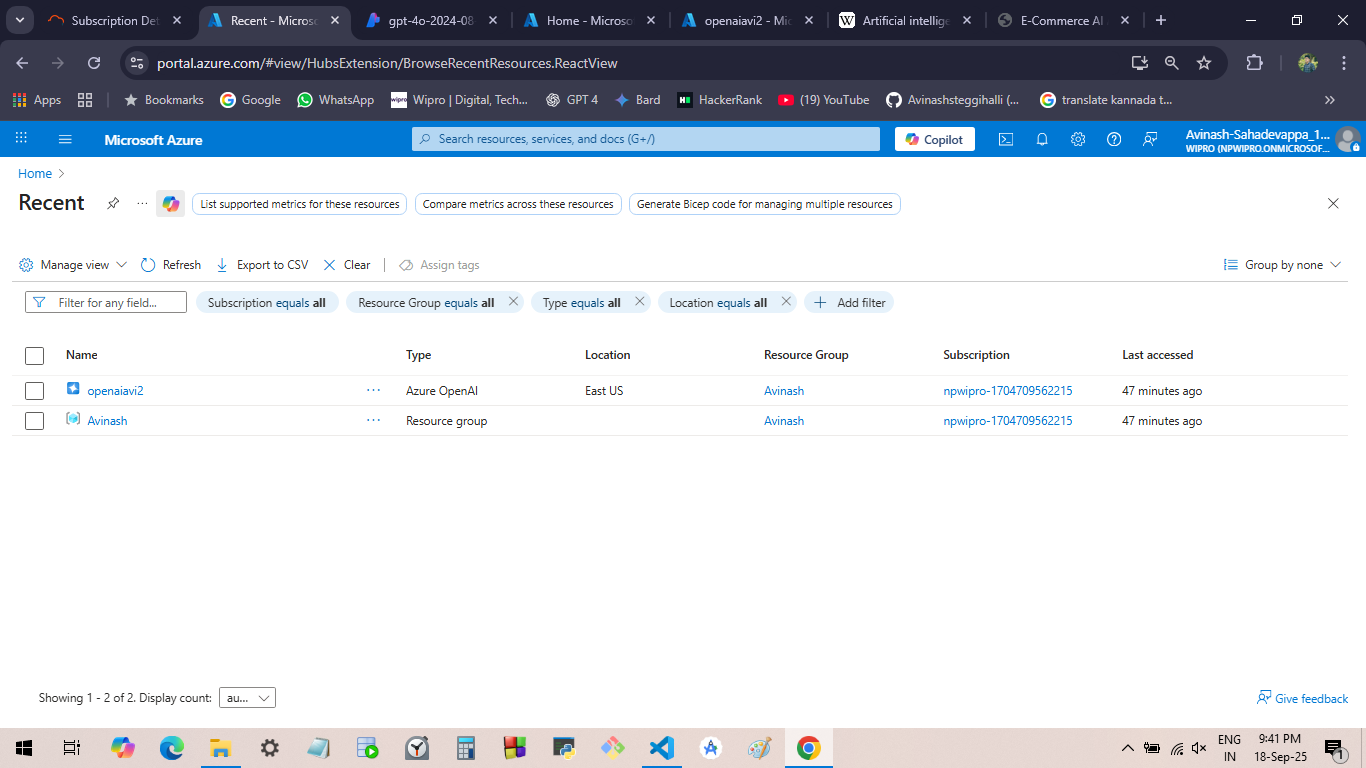 Subscription Det
Recent - Microso
gpt-4o-2024-08
Home - Microso
openaiavi2 - Mic
Artificial intellige
E-Commerce AI
portal.azure.com/#view/HubsExtension/BrowseRecentResources.ReactView
Apps
Bookmarks
Google
WhatsApp
wipro Wipro | Digital, Tech...
GPT 4
Bard
HackerRank
(19) YouTube
Avinashsteggihalli (...
translate kannada t...
Microsoft Azure
Search resources, services, and docs (G+/)
Copilot
Avinash-Sahadevappa_1...
WIPRO (NPWIPRO.ONMICROSOF...
Home
Recent
List supported metrics for these resources
Compare metrics across these resources
Generate Bicep code for managing multiple resources
Manage view
Refresh
Export to CSV
Clear
Assign tags
Group by none
Filter for any field...
Subscription equals all
Resource Group equals all
Type equals all
Location equals all
Add filter
Name Type Location Resource Group Subscription Last accessed
openaiavi2 ... Azure OpenAI East US Avinash npwipro-1704709562215 47 minutes ago
Avinash ... Resource group Avinash npwipro-1704709562215 47 minutes ago
Showing 1 - 2 of 2. Display count: au...
Give feedback
ENG 9:41 PM
IN 18-Sep-25
1